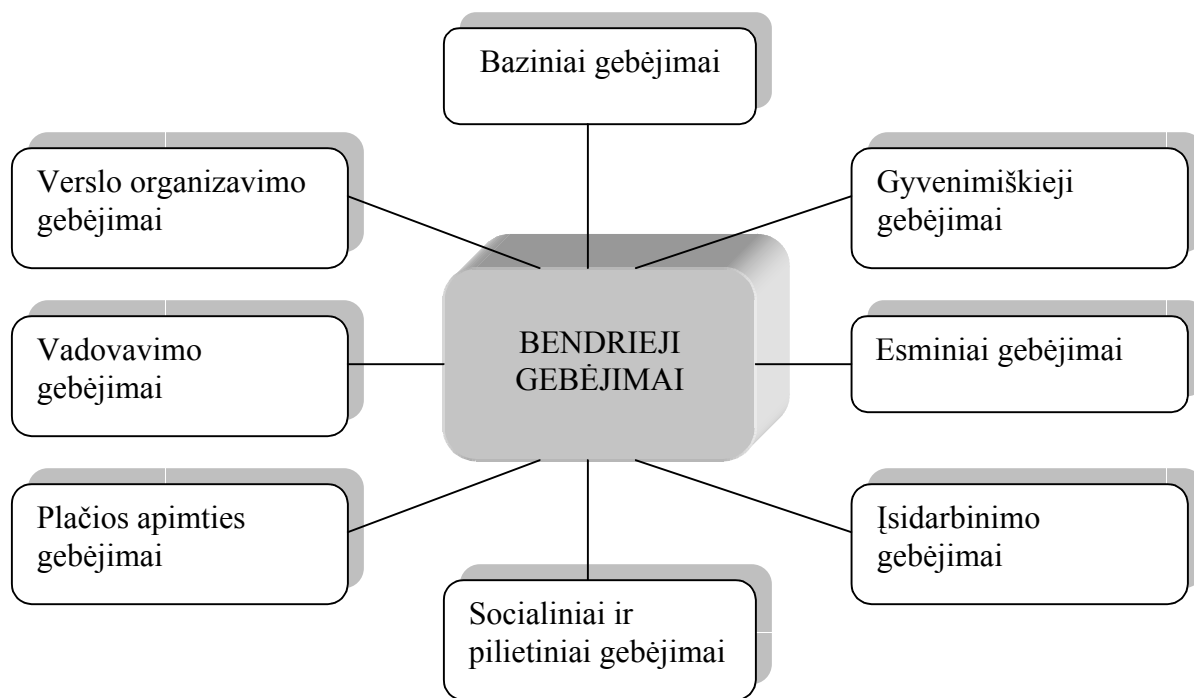 Baziniai gebėjimai
Verslo organizavimo
gebėjimai
Gyvenimiškieji
gebėjimai
Vadovavimo
gebėjimai
BENDRIEJI
GEBĖJIMAI
Esminiai gebėjimai
Plačios apimties
gebėjimai
Įsidarbinimo
gebėjimai
Socialiniai ir
pilietiniai gebėjimai